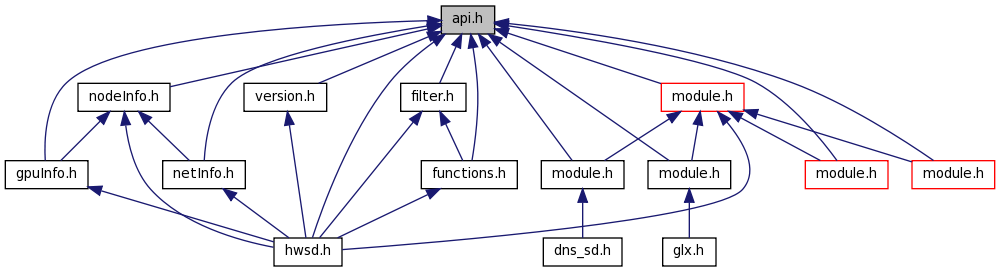 api.h
nodeInfo.h
version.h
filter.h
module.h
gpuInfo.h
netInfo.h
functions.h
module.h
module.h
module.h
module.h
hwsd.h
dns_sd.h
glx.h